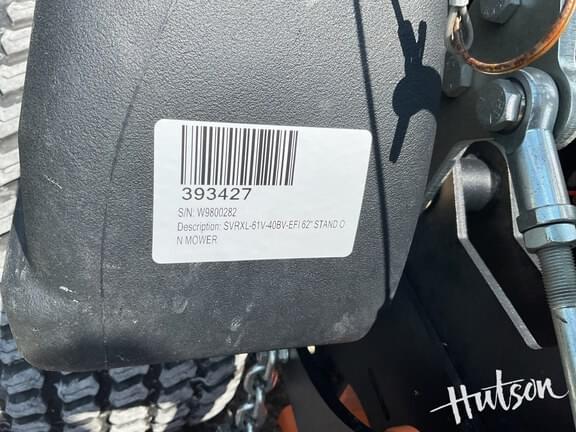 393427
S/N: W9800282
Description: SVRXL-61V-40BV-EFI 62" STAND O
N MOWER
Hutson